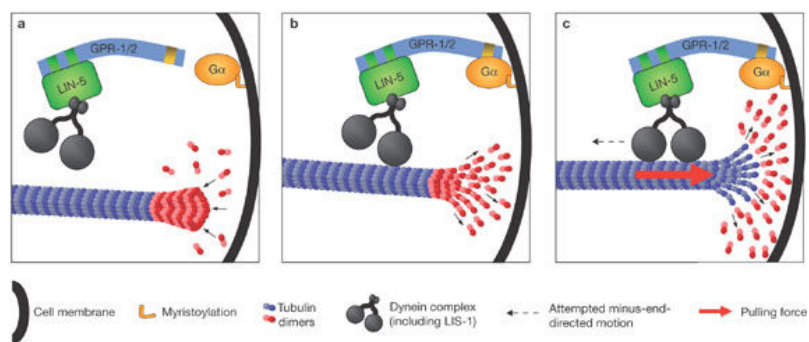 a
GPR-1/2
LIN-5
Gα
b
GPR-1/2
LIN-5
Gα
c
GPR-1/2
LIN-5
Gα
Cell membrane
Myristoylation
Tubulin
dimers
Dynein complex
(including LIS-1)
Attempted minus-end-
directed motion
Pulling force